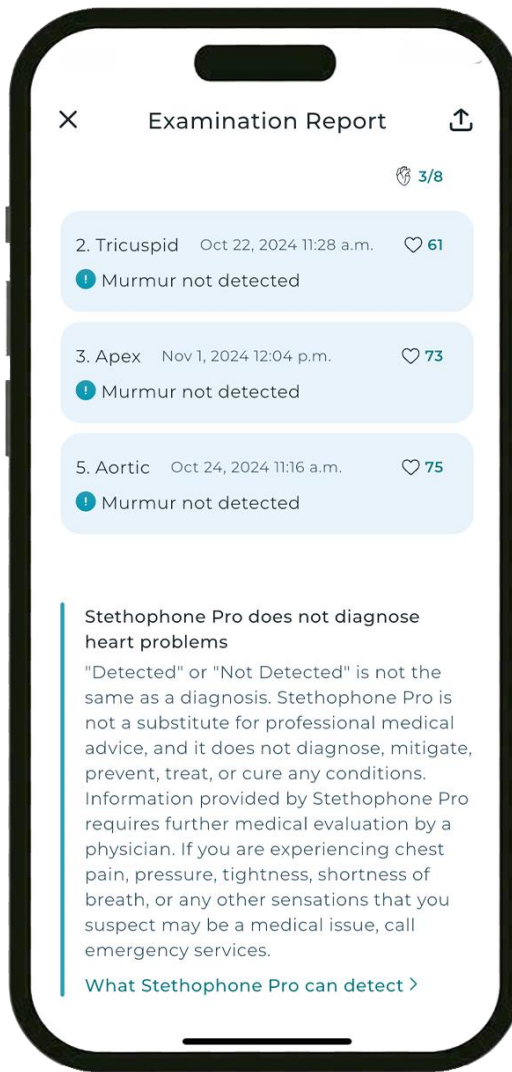 Examination Report
3/8
2. Tricuspid Oct 22, 2024 11:28 a.m. 61
! Murmur not detected
3. Apex Nov 1, 2024 12:04 p.m. 73
! Murmur not detected
5. Aortic Oct 24, 2024 11:16 a.m. 75
! Murmur not detected
Stethophone Pro does not diagnose
heart problems
"Detected" or "Not Detected" is not the
same as a diagnosis. Stethophone Pro is
not a substitute for professional medical
advice, and it does not diagnose, mitigate,
prevent, treat, or cure any conditions.
Information provided by Stethophone Pro
requires further medical evaluation by a
physician. If you are experiencing chest
pain, pressure, tightness, shortness of
breath, or any other sensations that you
suspect may be a medical issue, call
emergency services.
What Stethophone Pro can detect >